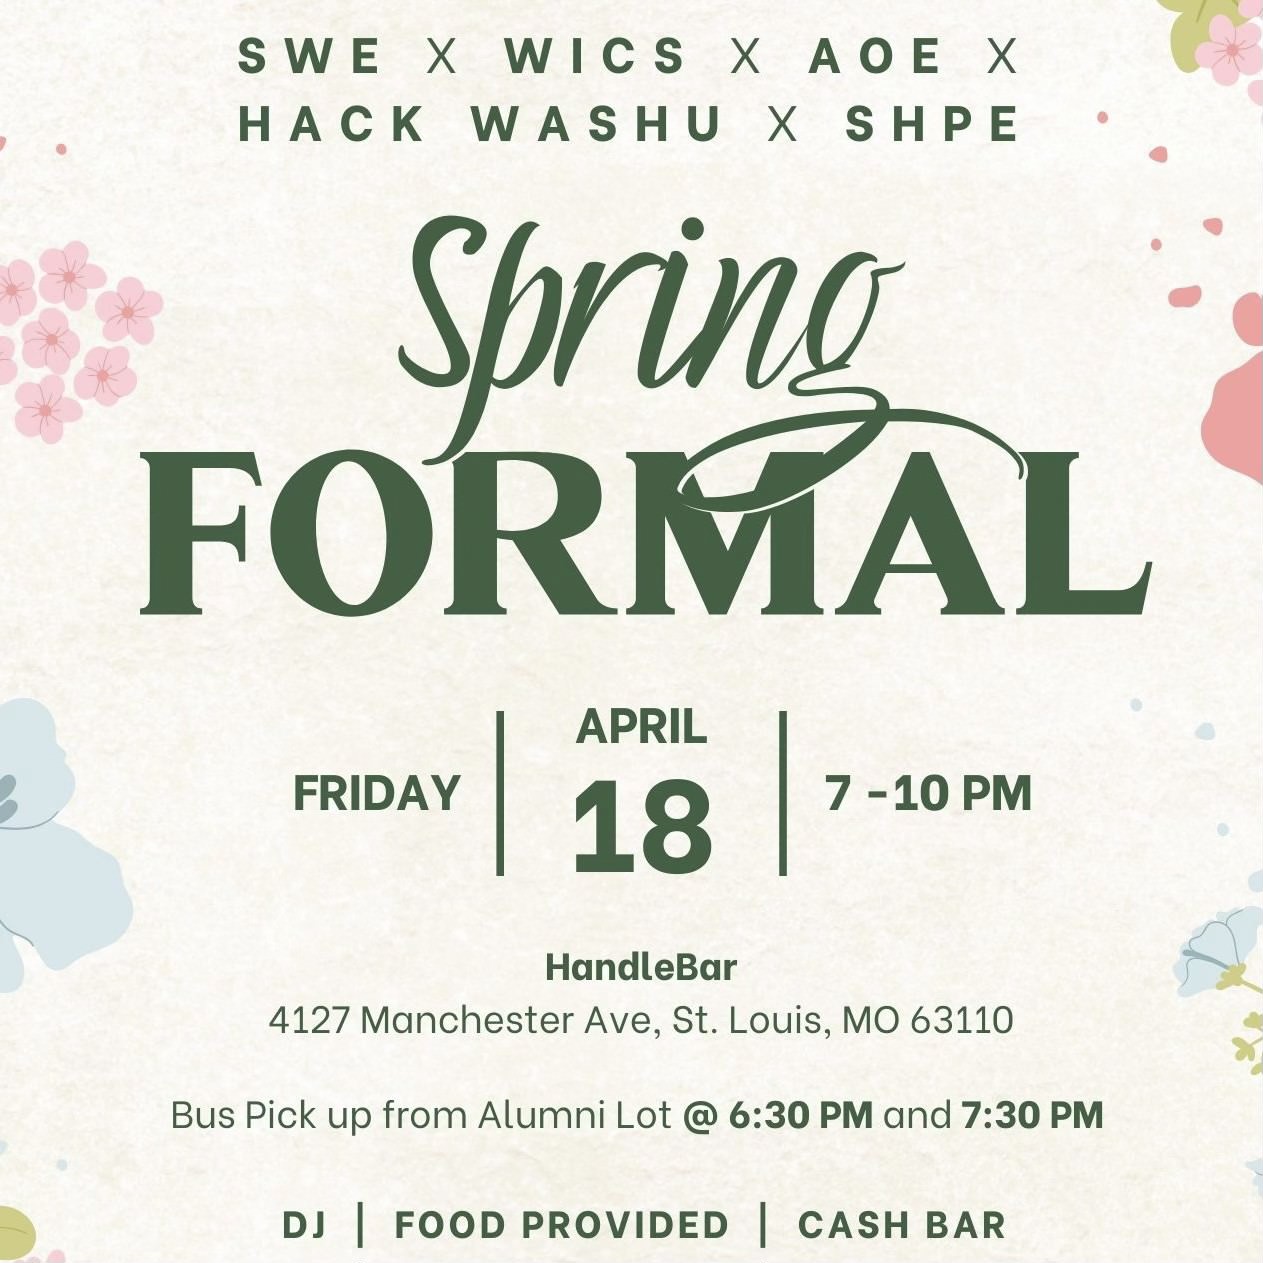 SWE X WICS X AOE X
HACK WASHU X SHPE
Spring
FORMAL
FRIDAY | APRIL 18 | 7 - 10 PM
HandleBar
4127 Manchester Ave, St. Louis, MO 63110
Bus Pick up from Alumni Lot @ 6:30 PM and 7:30 PM
DJ | FOOD PROVIDED | CASH BAR